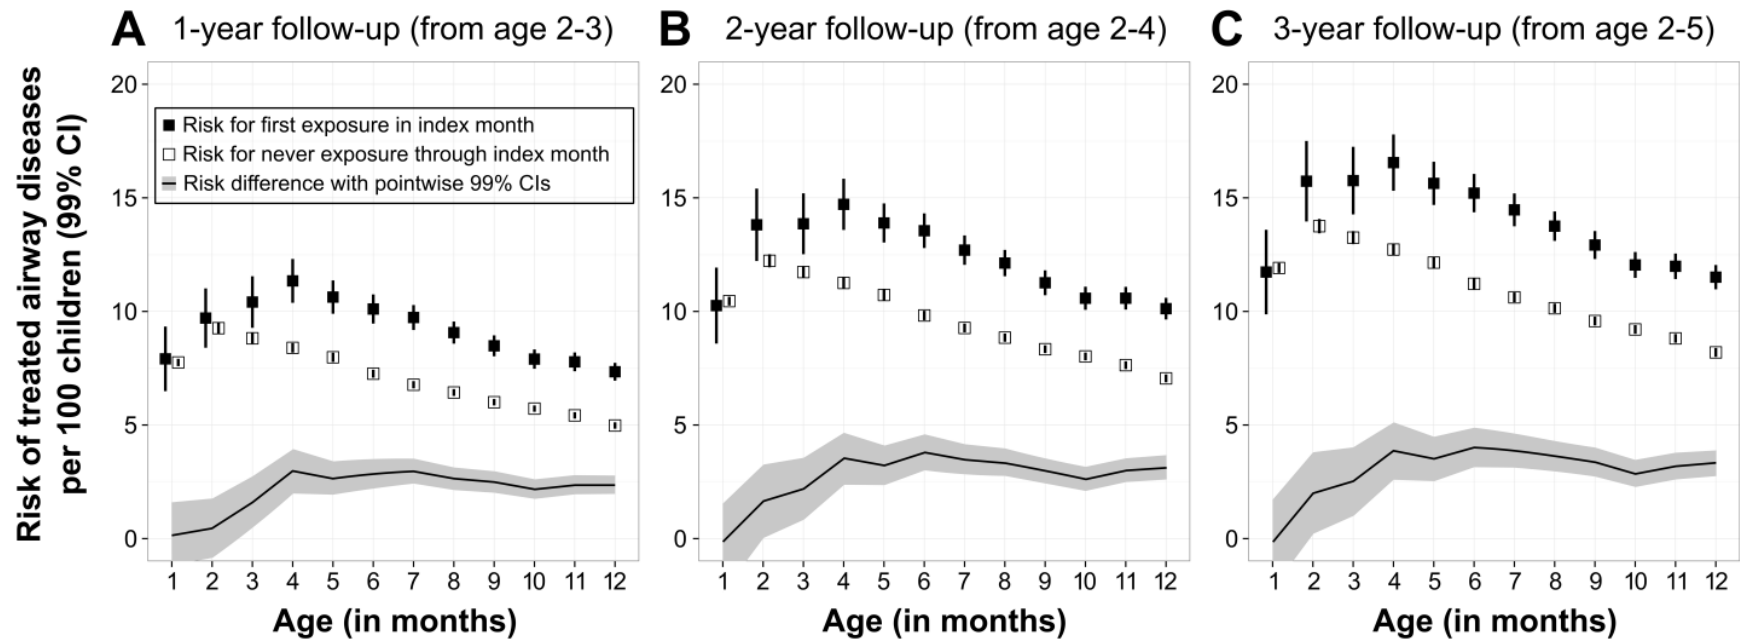 A 1-year follow-up (from age 2-3)
B 2-year follow-up (from age 2-4)
C 3-year follow-up (from age 2-5)
Risk of treated airway diseases
per 100 children (99% CI)
20
15
10
5
0
Risk for first exposure in index month
Risk for never exposure through index month
Risk difference with pointwise 99% CIs
1 2 3 4 5 6 7 8 9 10 11 12
Age (in months)
20
15
10
5
0
1 2 3 4 5 6 7 8 9 10 11 12
Age (in months)
20
15
10
5
0
1 2 3 4 5 6 7 8 9 10 11 12
Age (in months)